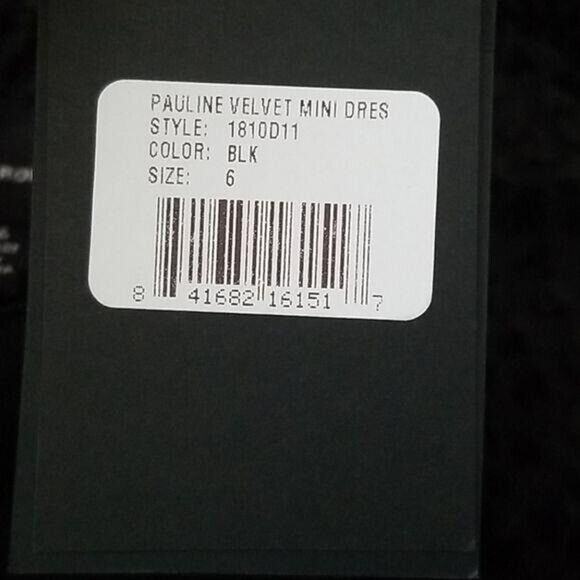 PAULINE VELVET MINI DRES
STYLE: 1810D11
COLOR: BLK
SIZE: 6
8 41682 16151 7